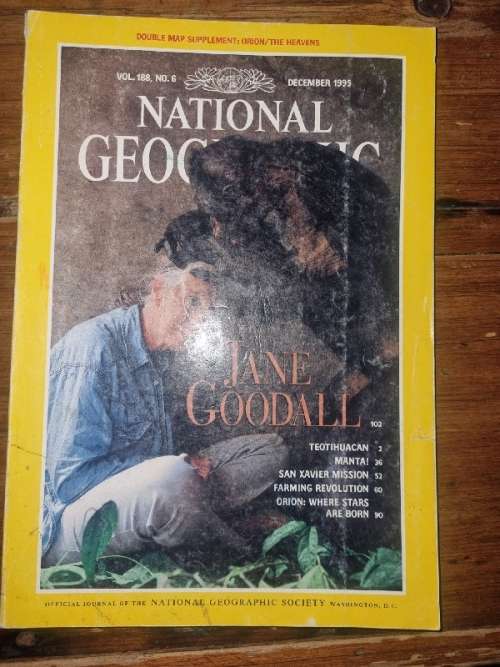 DOUBLE MAP SUPPLEMENT: ORION/THE HEAVENS
VOL. 188, NO. 6
DECEMBER 1995
NATIONAL
GEOGRAPHIC
JANE
GOODALL 102
TEOTIHUACAN 2
MANTA! 36
SAN XAVIER MISSION 52
FARMING REVOLUTION 60
ORION: WHERE STARS
ARE BORN 90
OFFICIAL JOURNAL OF THE NATIONAL GEOGRAPHIC SOCIETY WASHINGTON, D.C.